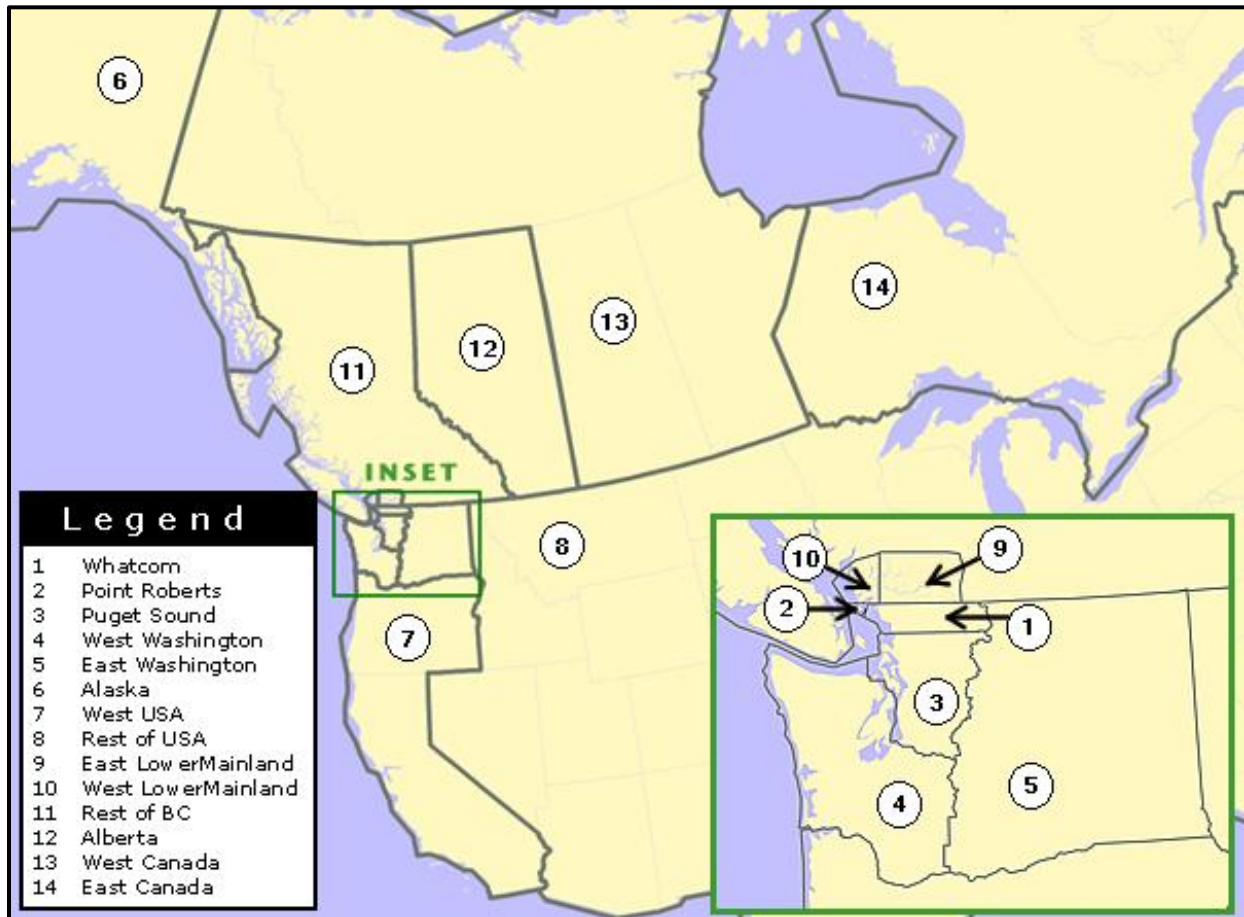 6
14
13
12
11
INSET
8
7
Legend
1 Whatcom
2 Point Roberts
3 Puget Sound
4 West Washington
5 East Washington
6 Alaska
7 West USA
8 Rest of USA
9 East LowerMainland
10 West LowerMainland
11 Rest of BC
12 Alberta
13 West Canada
14 East Canada
9
10
2
1
3
5
4